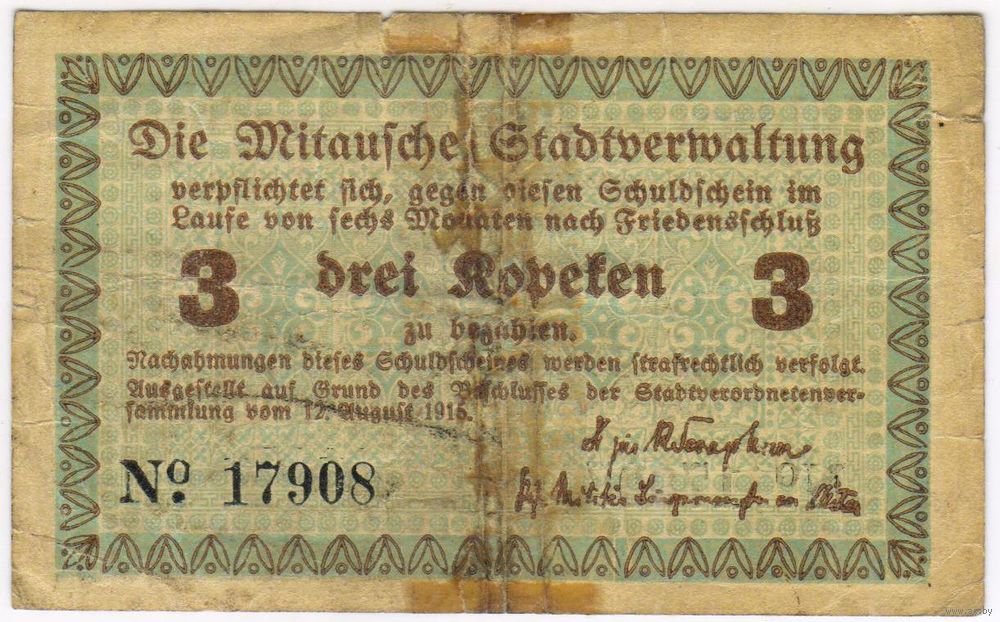 Die Mitausche Stadtverwaltung
verpflichtet sich, gegen diesen Schuldschein im
Laufe von sechs Monaten nach Friedensschluß
3 drei Kopeken 3
zu bezahlen.
Nachahmungen dieses Schuldscheines werden strafrechtlich verfolgt.
Ausgestellt auf Grund des Beschlusses der Stadtverordnetenver-
sammlung vom 12. August 1915.
No. 17908